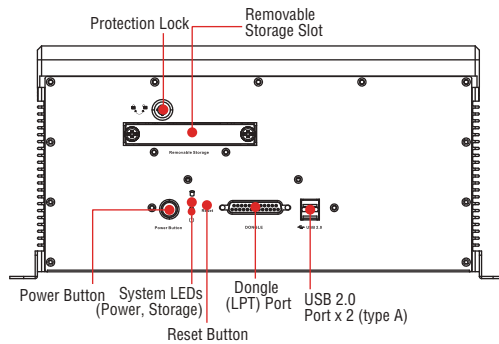 Protection Lock
Removable
Storage Slot
Removable Storage
Reset
Power Button
DONGLE
USB 2.0
Power Button
System LEDs
(Power, Storage)
Reset Button
Dongle
(LPT) Port
USB 2.0
Port x 2 (type A)